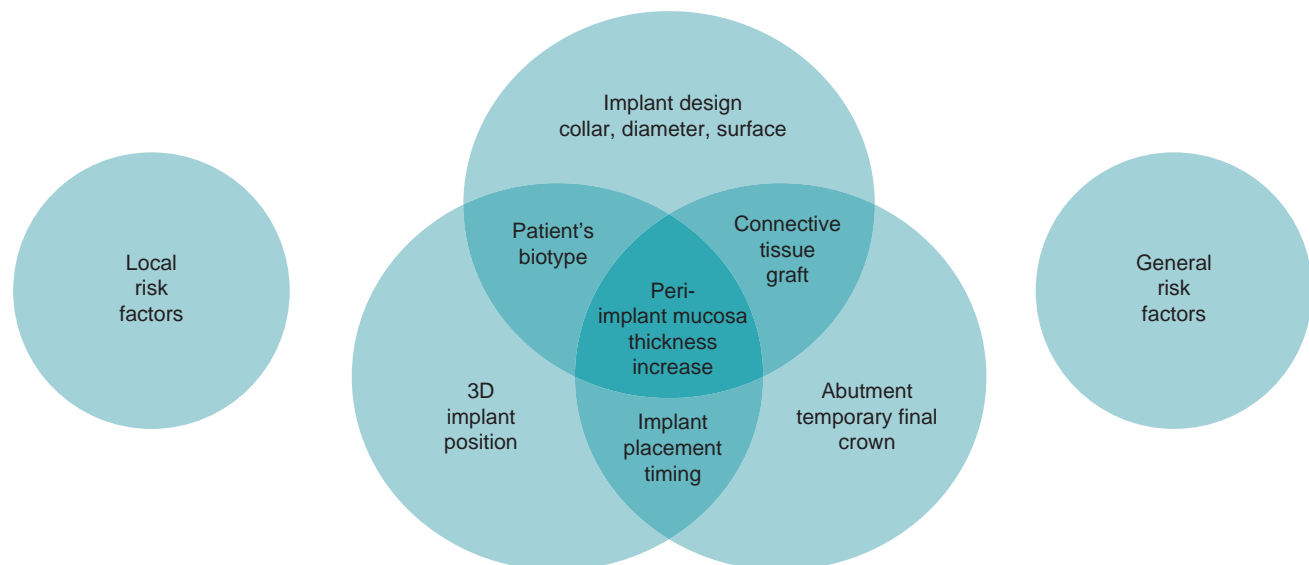 Implant design
collar, diameter, surface
Local
risk
factors
Patient's
biotype
Connective
tissue
graft
General
risk
factors
Peri-
implant mucosa
thickness
increase
3D
implant
position
Implant
placement
timing
Abutment
temporary final
crown